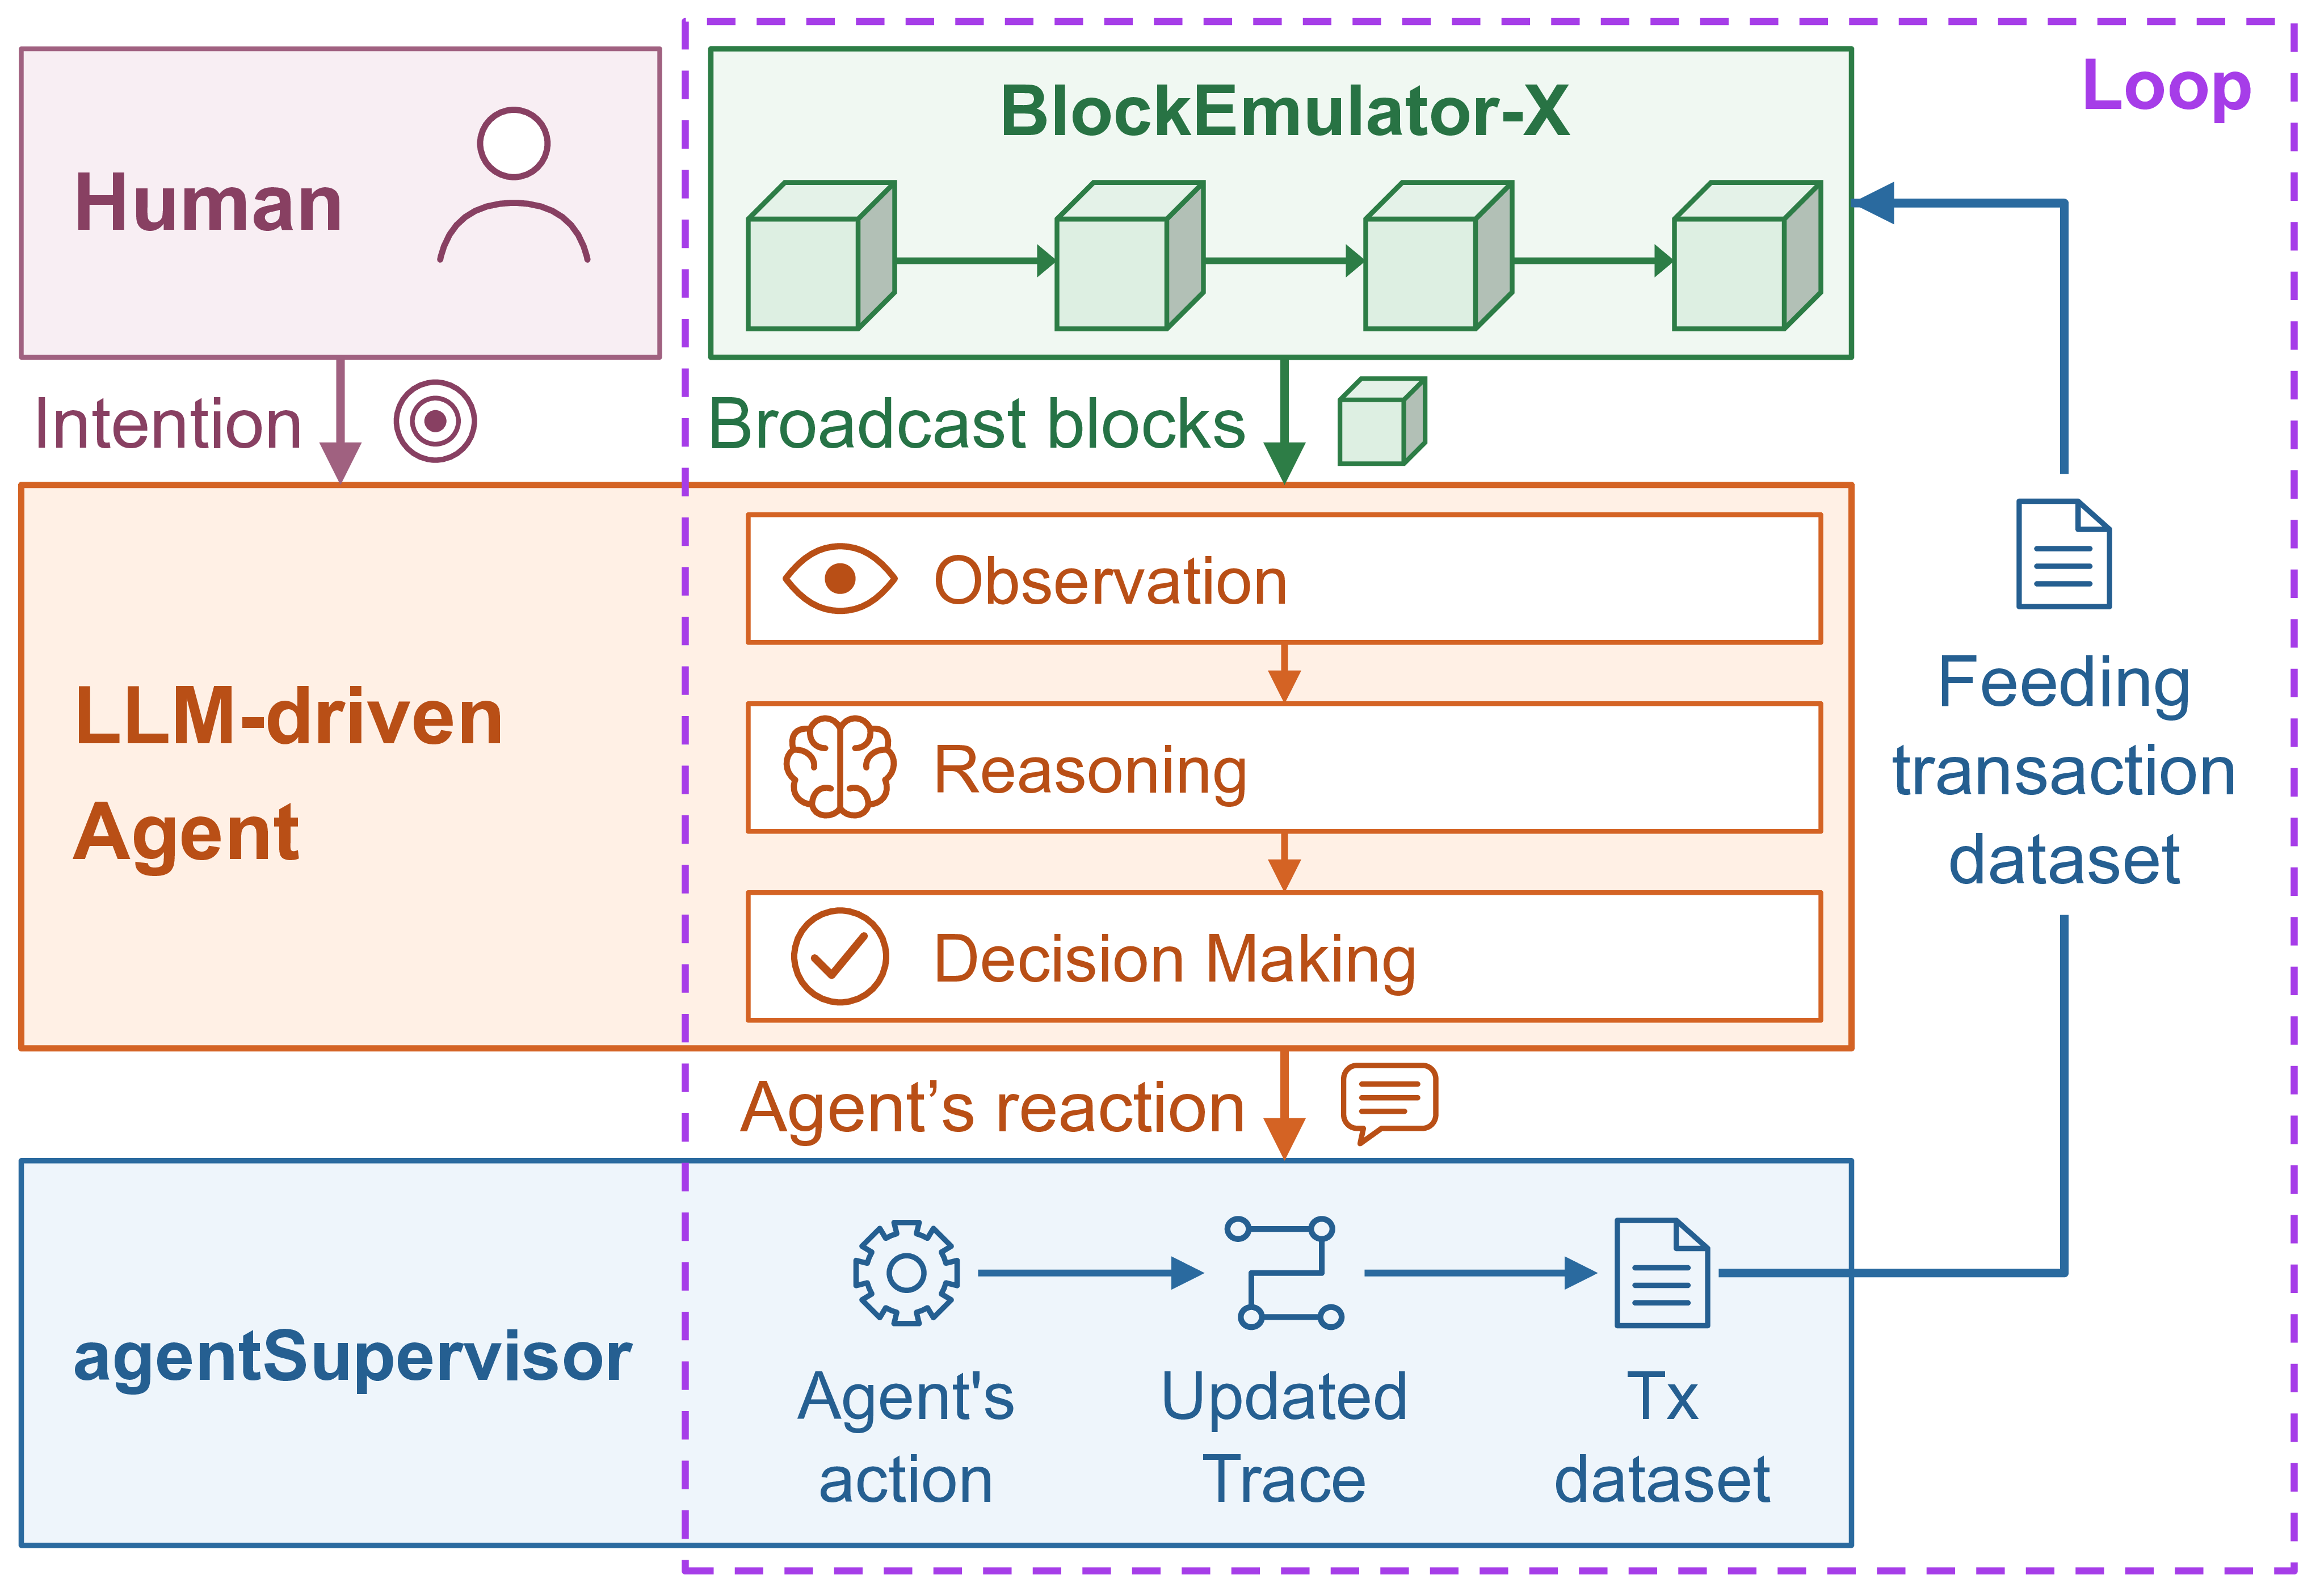 Human
BlockEmulator-X
Loop
Intention
Broadcast blocks
LLM-driven
Agent
Observation
Reasoning
Decision Making
Feeding
transaction
dataset
Agent’s reaction
agentSupervisor
Agent's
action
Updated
Trace
Tx
dataset